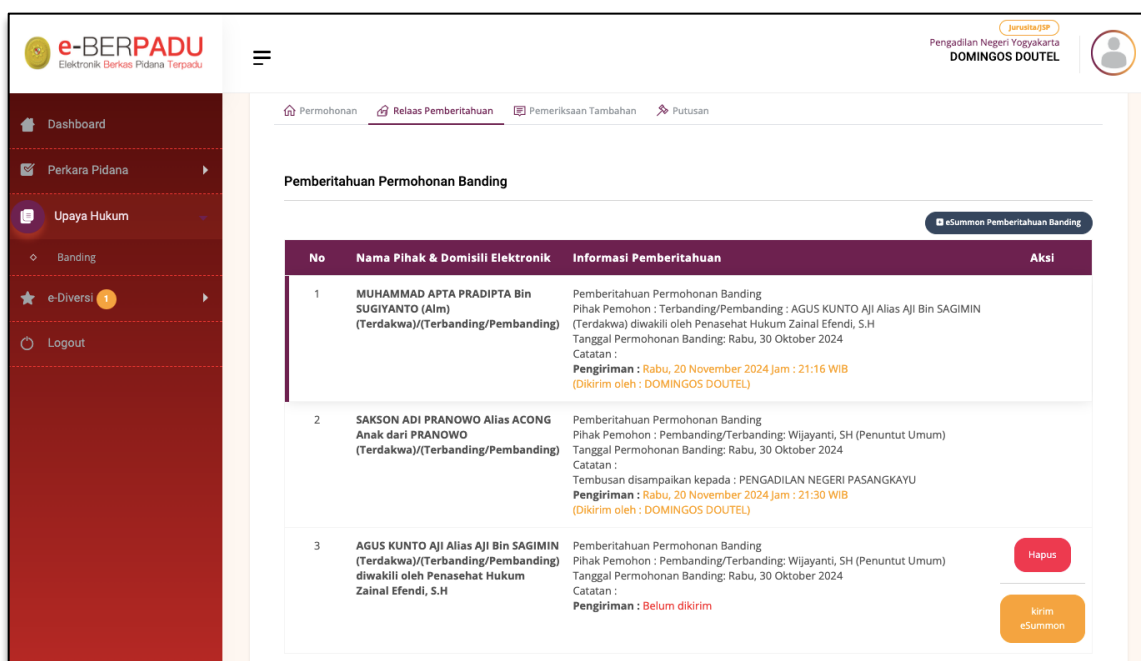 e-BERPADU
Elektronik Berkas Pidana Terpadu
Jurusita/JSP
Pengadilan Negeri Yogyakarta
DOMINGOS DOUTEL
Dashboard
Perkara Pidana
Upaya Hukum
Banding
e-Diversi 1
Logout
Permohonan Relaas Pemberitahuan Pemeriksaan Tambahan Putusan
Pemberitahuan Permohonan Banding
eSummon Pemberitahuan Banding
No Nama Pihak & Domisili Elektronik Informasi Pemberitahuan Aksi
1
MUHAMMAD APTA PRADIPTA Bin
SUGIYANTO (Alm)
(Terdakwa)/(Terbanding/Pembanding)
Pemberitahuan Permohonan Banding
Pihak Pemohon : Terbanding/Pembanding : AGUS KUNTO AJI Alias AJI Bin SAGIMIN
(Terdakwa) diwakili oleh Penasehat Hukum Zainal Efendi, S.H
Tanggal Permohonan Banding: Rabu, 30 Oktober 2024
Catatan :
Pengiriman : Rabu, 20 November 2024 Jam : 21:16 WIB
(Dikirim oleh : DOMINGOS DOUTEL)
2
SAKSON ADI PRANOWO Alias ACONG
Anak dari PRANOWO
(Terdakwa)/(Terbanding/Pembanding)
Pemberitahuan Permohonan Banding
Pihak Pemohon : Pembanding/Terbanding: Wijayanti, SH (Penuntut Umum)
Tanggal Permohonan Banding: Rabu, 30 Oktober 2024
Catatan :
Tembusan disampaikan kepada : PENGADILAN NEGERI PASANGKAYU
Pengiriman : Rabu, 20 November 2024 Jam : 21:30 WIB
(Dikirim oleh : DOMINGOS DOUTEL)
3
AGUS KUNTO AJI Alias AJI Bin SAGIMIN
(Terdakwa)/(Terbanding/Pembanding)
diwakili oleh Penasehat Hukum
Zainal Efendi, S.H
Pemberitahuan Permohonan Banding
Pihak Pemohon : Pembanding/Terbanding: Wijayanti, SH (Penuntut Umum)
Tanggal Permohonan Banding: Rabu, 30 Oktober 2024
Catatan :
Pengiriman : Belum dikirim
Hapus
kirim
eSummon